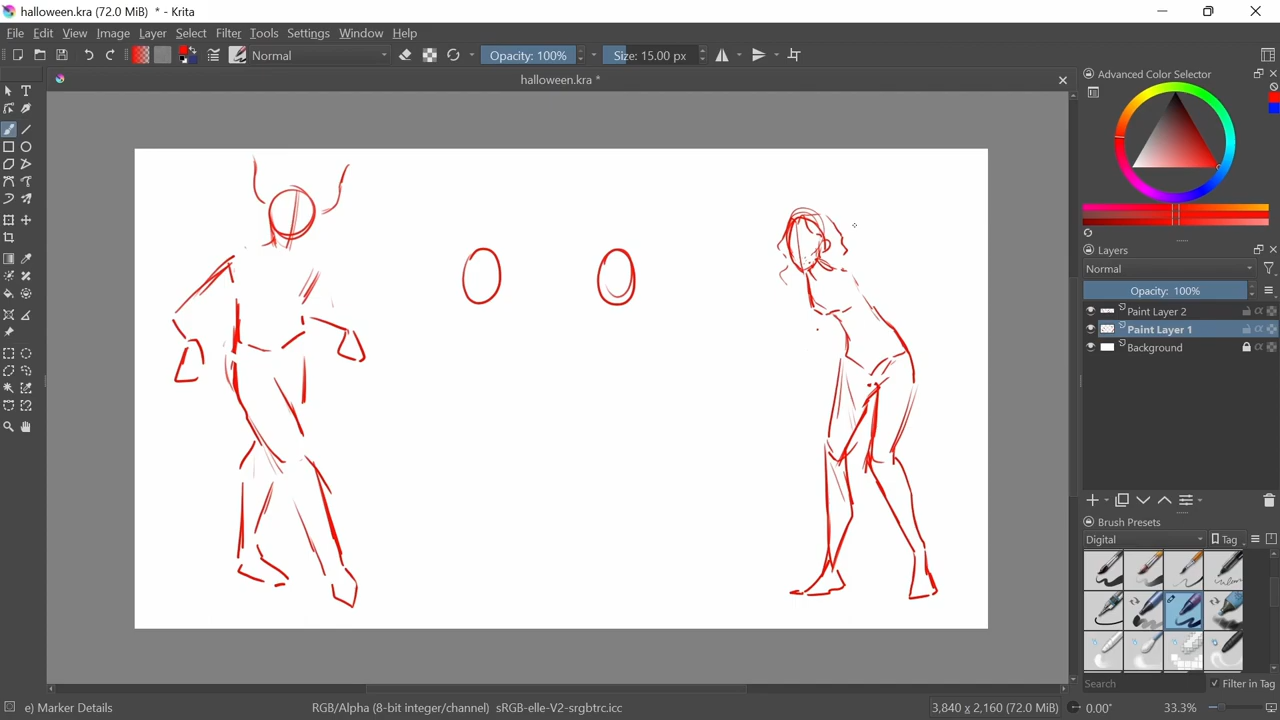 halloween.kra (72.0 MiB) * - Krita
File Edit View Image Layer Select Filter Tools Settings Window Help
Normal Opacity: 100% Size: 15.00 px
halloween.kra *
Advanced Color Selector
Layers
Normal
Opacity: 100%
Paint Layer 2
Paint Layer 1
Background
Brush Presets
Digital Tag
Search Filter in Tag
e) Marker Details RGB/Alpha (8-bit integer/channel) sRGB-elle-V2-srgbtrc.icc 3,840 x 2,160 (72.0 MiB) 0.00° 33.3%